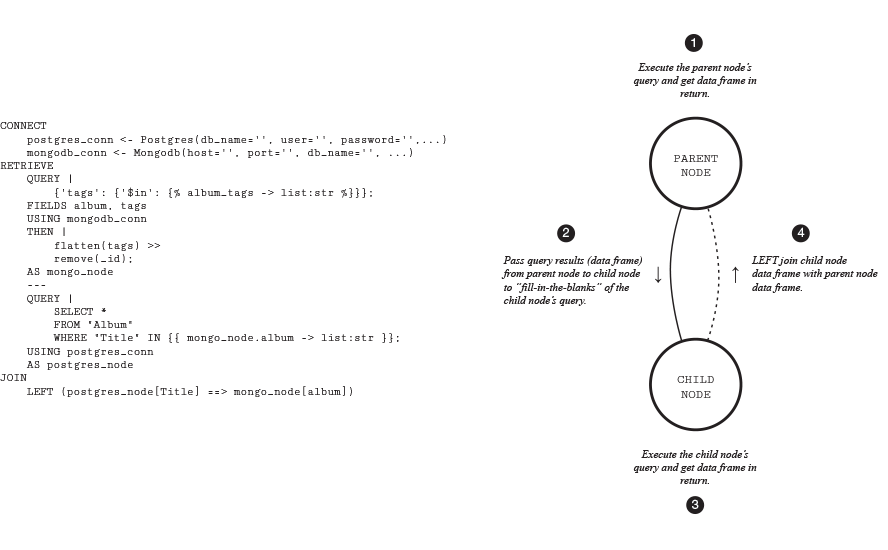 CONNECT
postgres_conn <- Postgres(db_name='', user='', password='',...)
mongodb_conn <- Mongodb(host='', port='', db_name='', ...)
RETRIEVE
QUERY |
{'tags': {'$in': {% album_tags -> list:str %}}};
FIELDS album, tags
USING mongodb_conn
THEN |
flatten(tags) >>
remove(_id);
AS mongo_node
---
QUERY |
SELECT *
FROM "Album"
WHERE "Title" IN {{ mongo_node.album -> list:str }};
USING postgres_conn
AS postgres_node
JOIN
LEFT (postgres_node[Title] ==> mongo_node[album])
1
Execute the parent node's
query and get data frame in
return.
PARENT
NODE
2
Pass query results (data frame)
from parent node to child node
to "fill-in-the-blanks" of the
child node's query.
↓
↑
4
LEFT join child node
data frame with parent node
data frame.
CHILD
NODE
Execute the child node's
query and get data frame in
return.
3